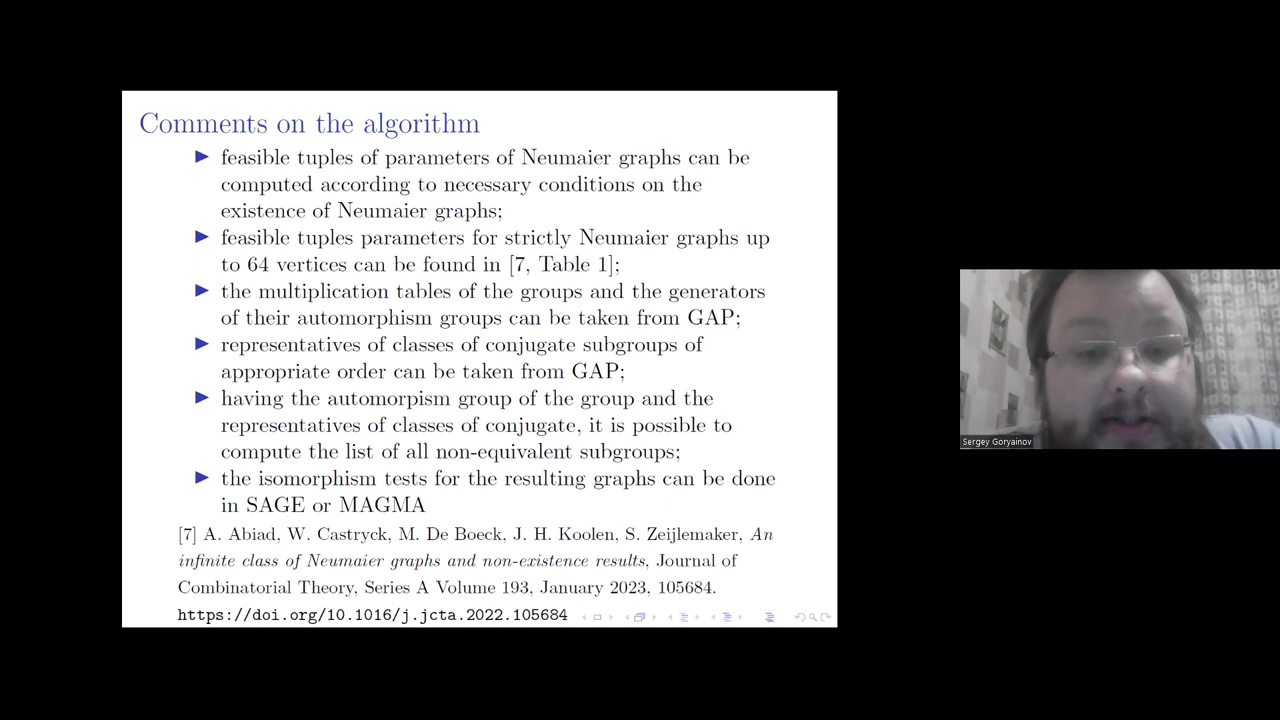 Comments on the algorithm
▶ feasible tuples of parameters of Neumaier graphs can be
computed according to necessary conditions on the
existence of Neumaier graphs;
▶ feasible tuples parameters for strictly Neumaier graphs up
to 64 vertices can be found in [7, Table 1];
▶ the multiplication tables of the groups and the generators
of their automorphism groups can be taken from GAP;
▶ representatives of classes of conjugate subgroups of
appropriate order can be taken from GAP;
▶ having the automorpism group of the group and the
representatives of classes of conjugate, it is possible to
compute the list of all non-equivalent subgroups;
▶ the isomorphism tests for the resulting graphs can be done
in SAGE or MAGMA
[7] A. Abiad, W. Castryck, M. De Boeck, J. H. Koolen, S. Zeijlemaker, An
infinite class of Neumaier graphs and non-existence results, Journal of
Combinatorial Theory, Series A Volume 193, January 2023, 105684.
https://doi.org/10.1016/j.jcta.2022.105684
Sergey Goryainov